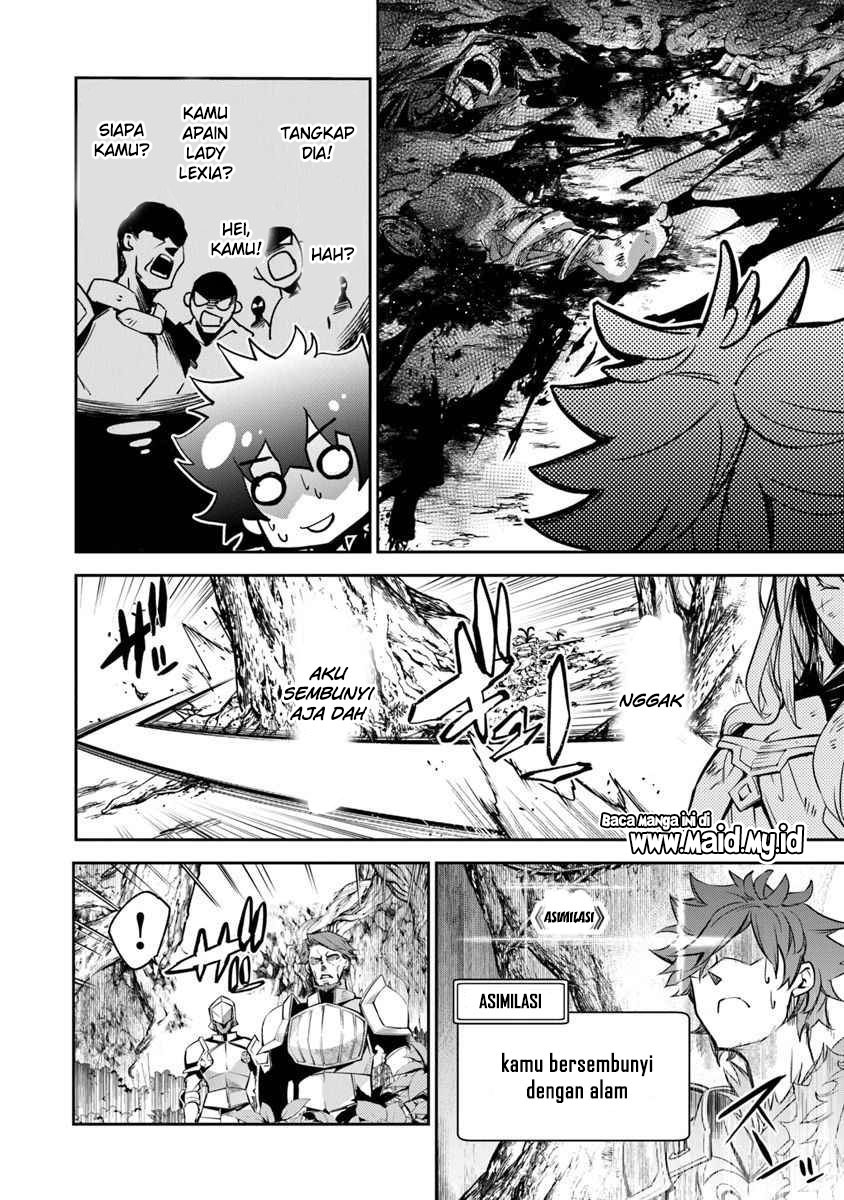 TANGKAP
DIA!
KAMU
APAIN
LADY
LEXIA?
SIAPA
KAMU?
HAH?
HEI,
KAMU!
NGGAK
AKU
SEMBUNYI
AJA DAH
Baca Manga ini di
www.Maid.my.id
《ASIMILASI》
ASIMILASI
kamu bersembunyi
dengan alam
!